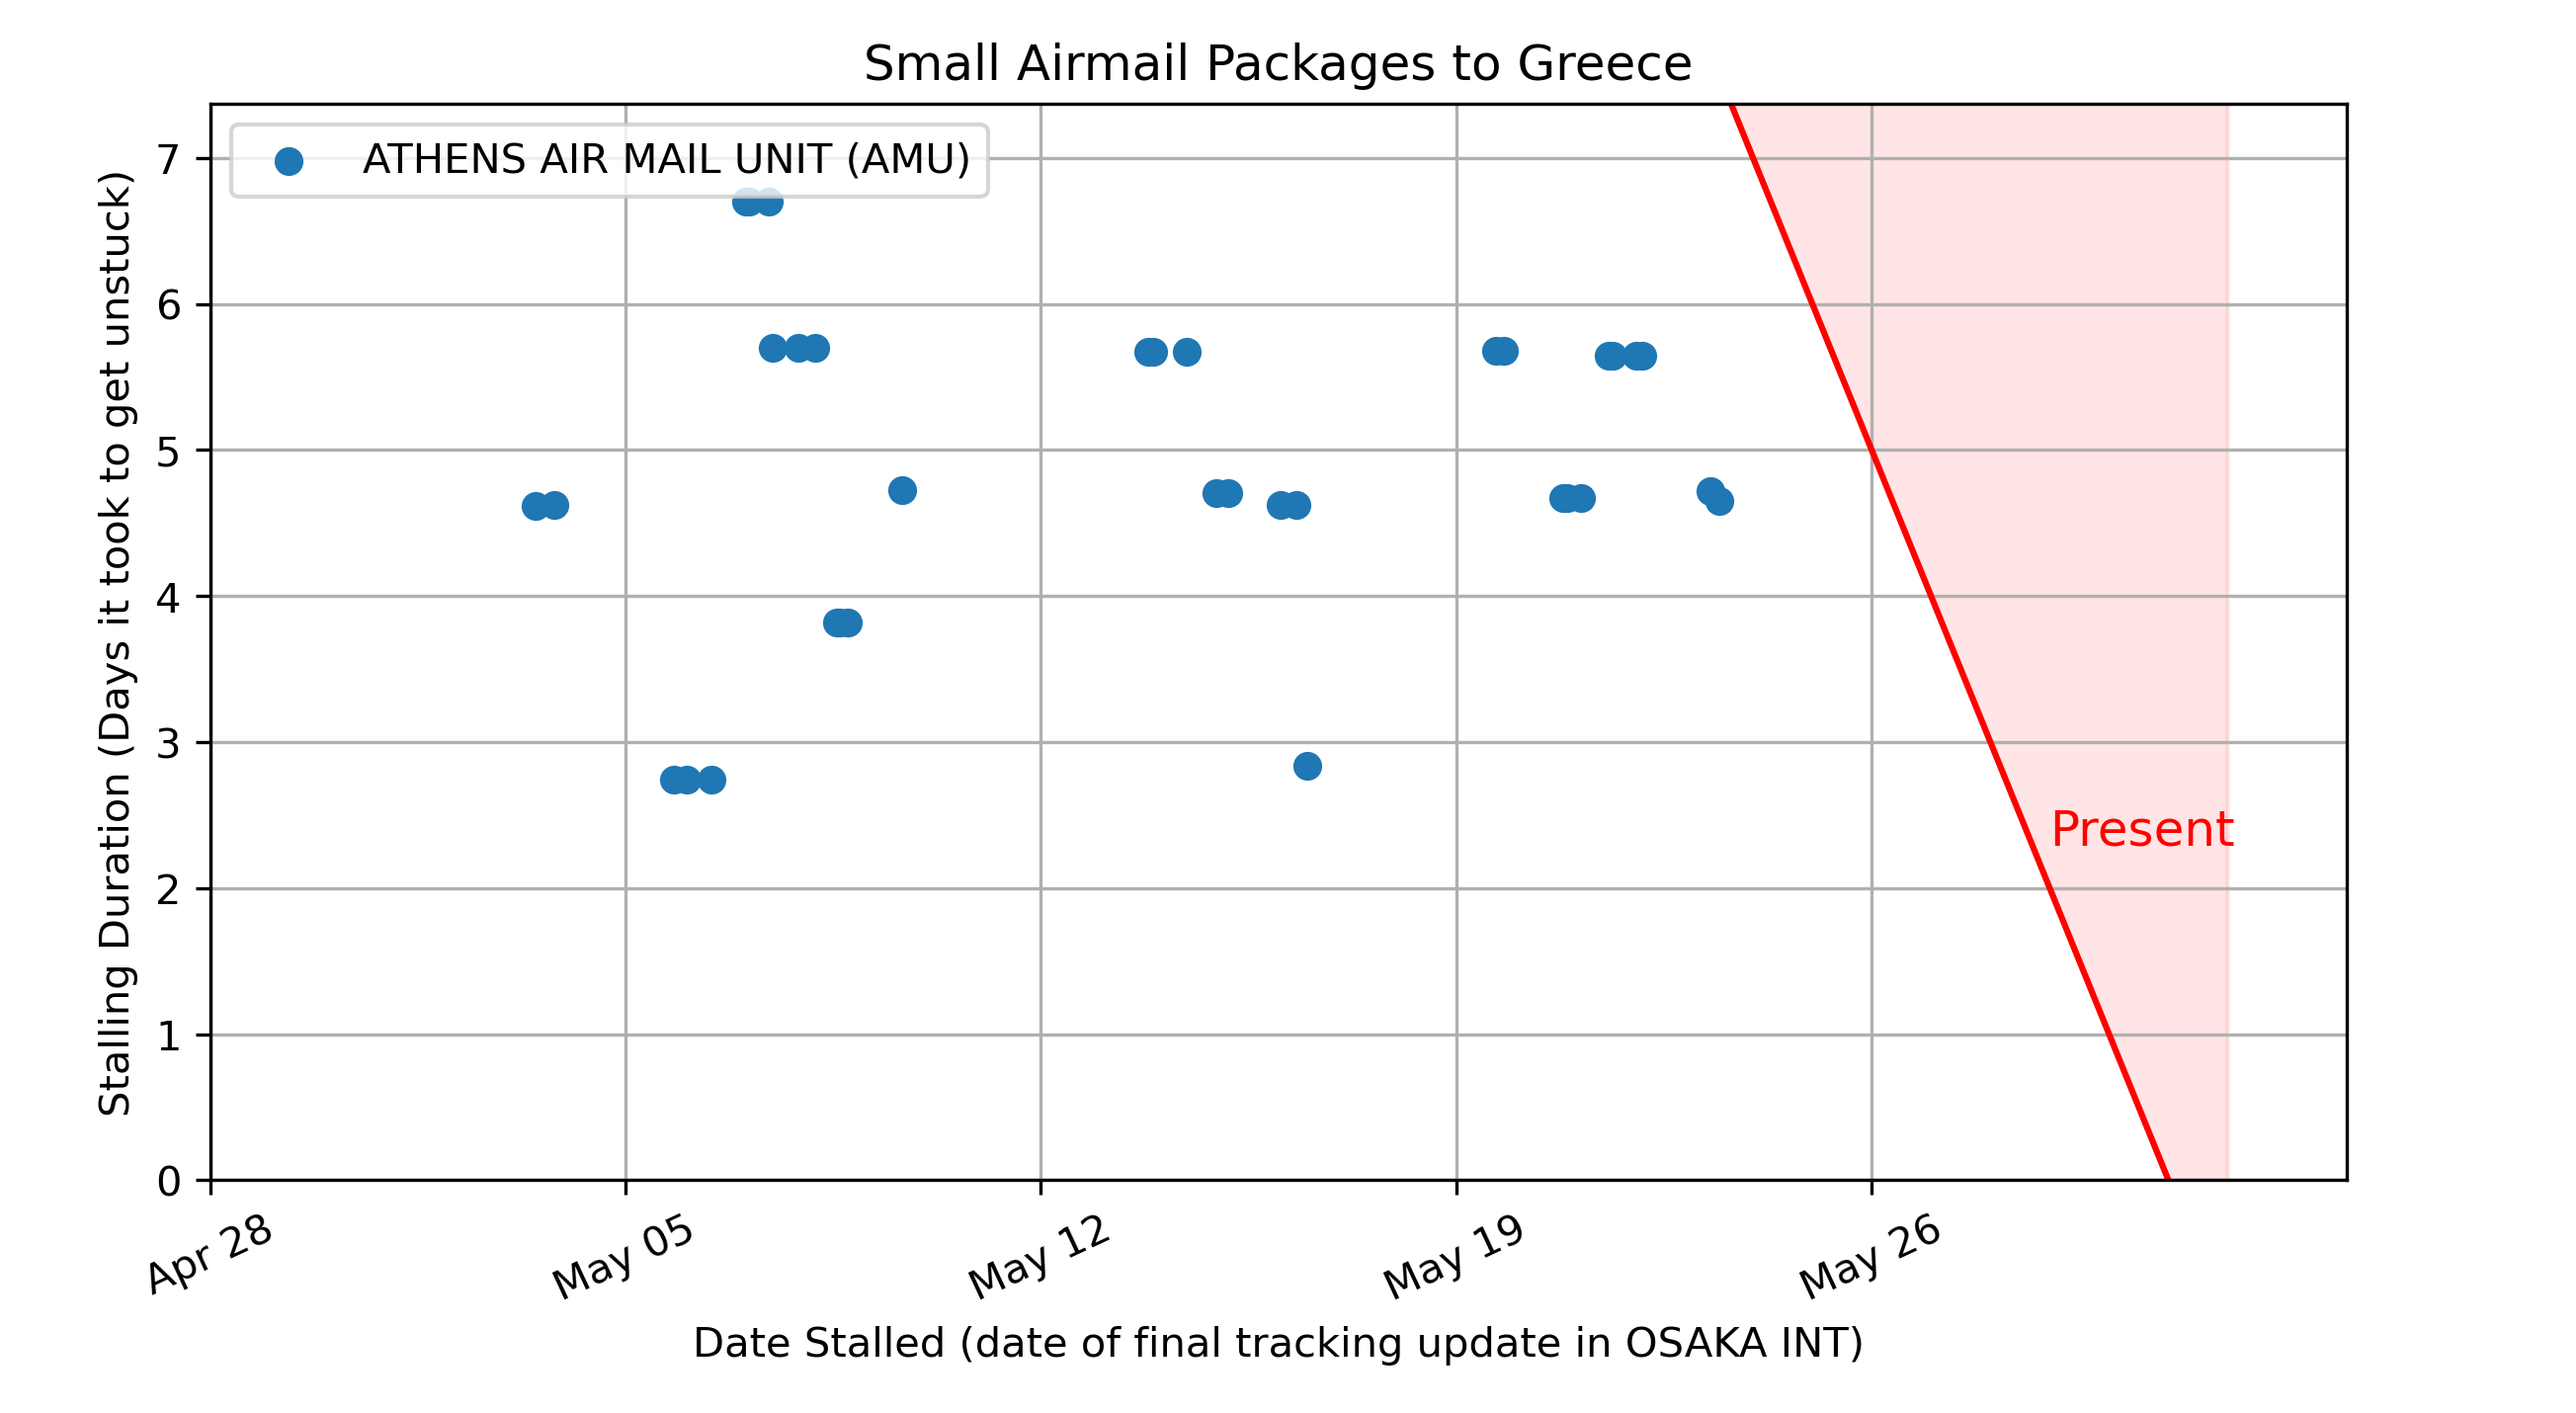 Small Airmail Packages to Greece
ATHENS AIR MAIL UNIT (AMU)
Stalling Duration (Days it took to get unstuck)
7
6
5
4
3
2
1
0
Present
Apr 28
May 05
May 12
May 19
May 26
Date Stalled (date of final tracking update in OSAKA INT)